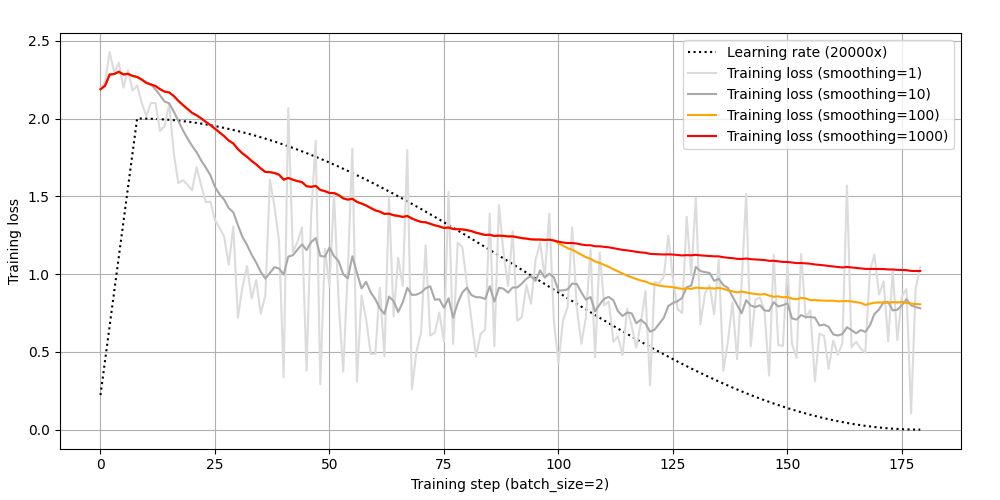 2.5
2.0
1.5
1.0
0.5
0.0
Training loss
Learning rate (20000x)
Training loss (smoothing=1)
Training loss (smoothing=10)
Training loss (smoothing=100)
Training loss (smoothing=1000)
0 25 50 75 100 125 150 175
Training step (batch_size=2)